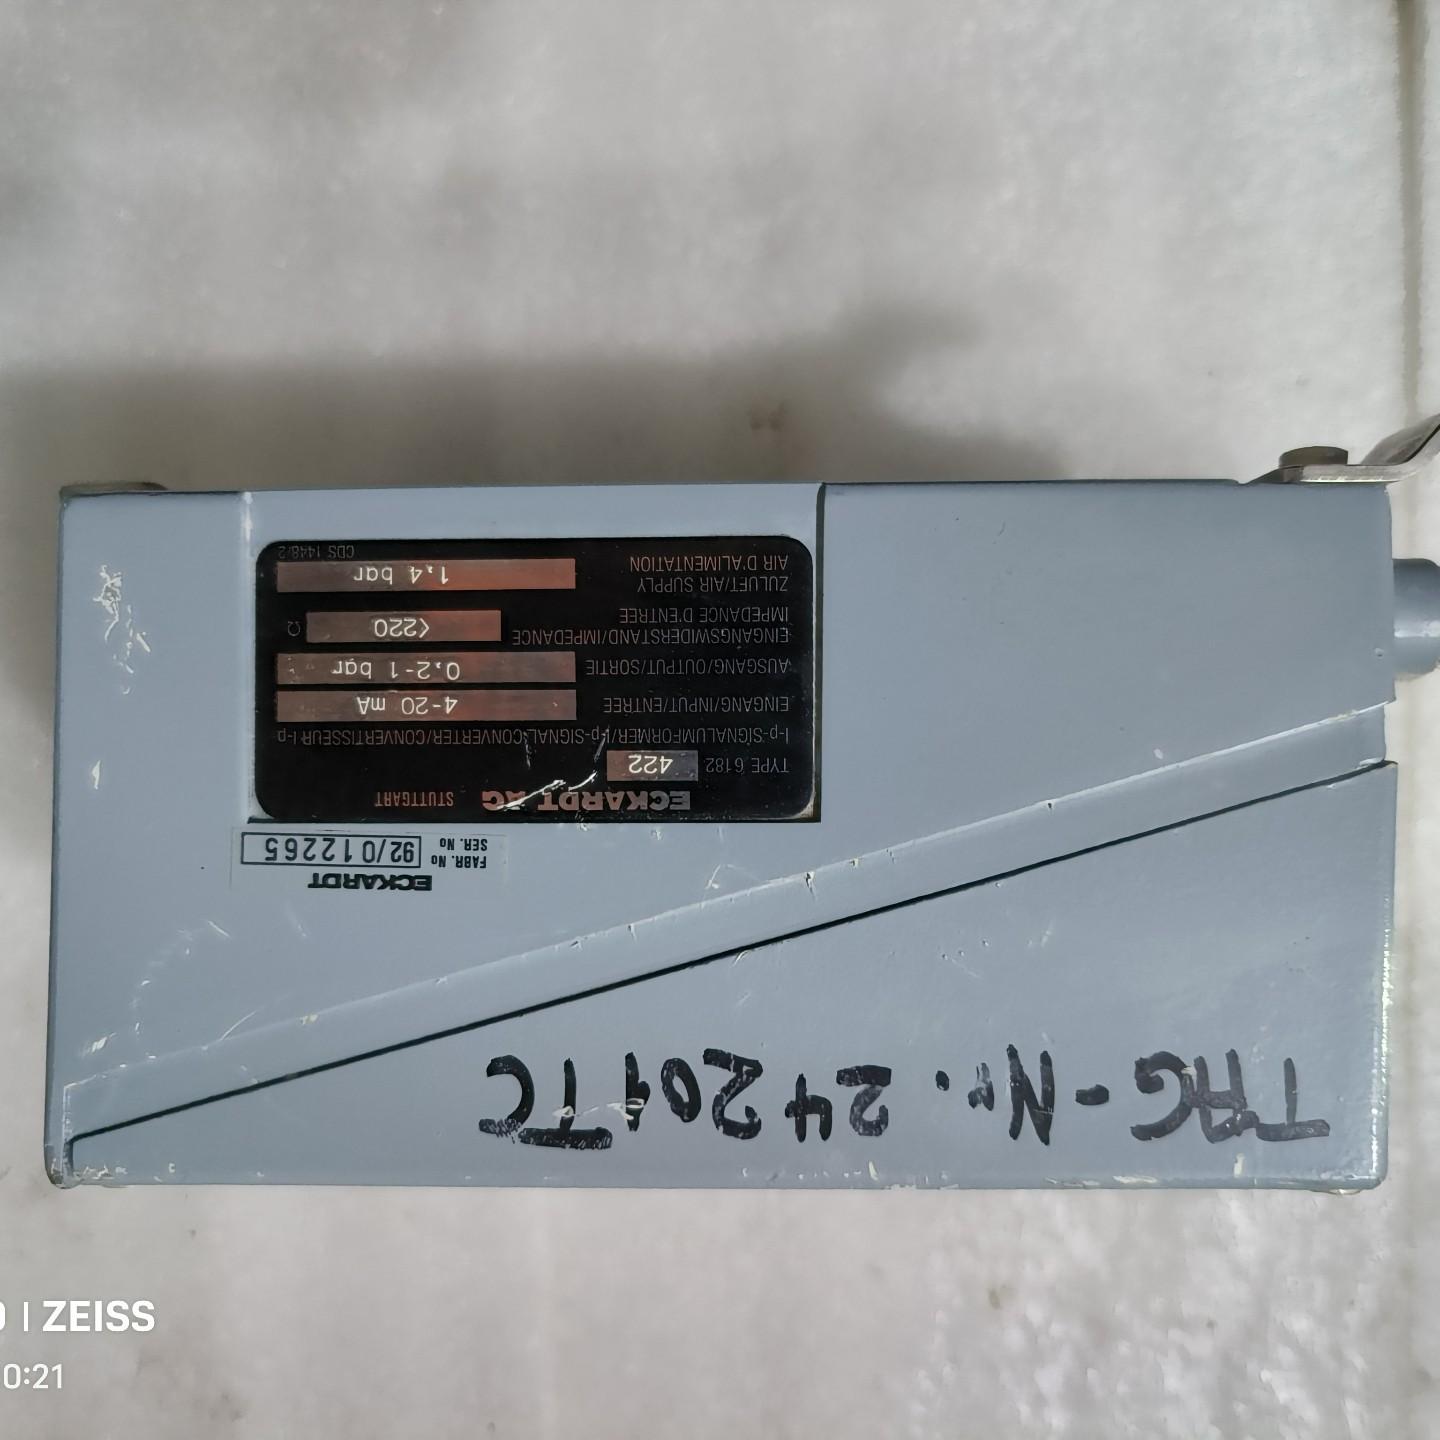 TAG-Nr. 24201TC
ECKARDT
FABR. No
SER. No
92/012265
ECKARDT AG STUTTGART
TYPE 6182 422
I-p-SIGNALUMFORMER/I-p-SIGNAL-CONVERTER/CONVERTISSEUR I-p
EINGANG/INPUT/ENTREE 4-20 mA
AUSGANG/OUTPUT/SORTIE 0,2-1 bar
EINGANGSWIDERSTAND/IMPEDANCE
IMPEDANCE D'ENTREE <220 Ω
ZULUFT/AIR SUPPLY
AIR D'ALIMENTATION 1,4 bar
CDS 1448/2
| ZEISS
0:21